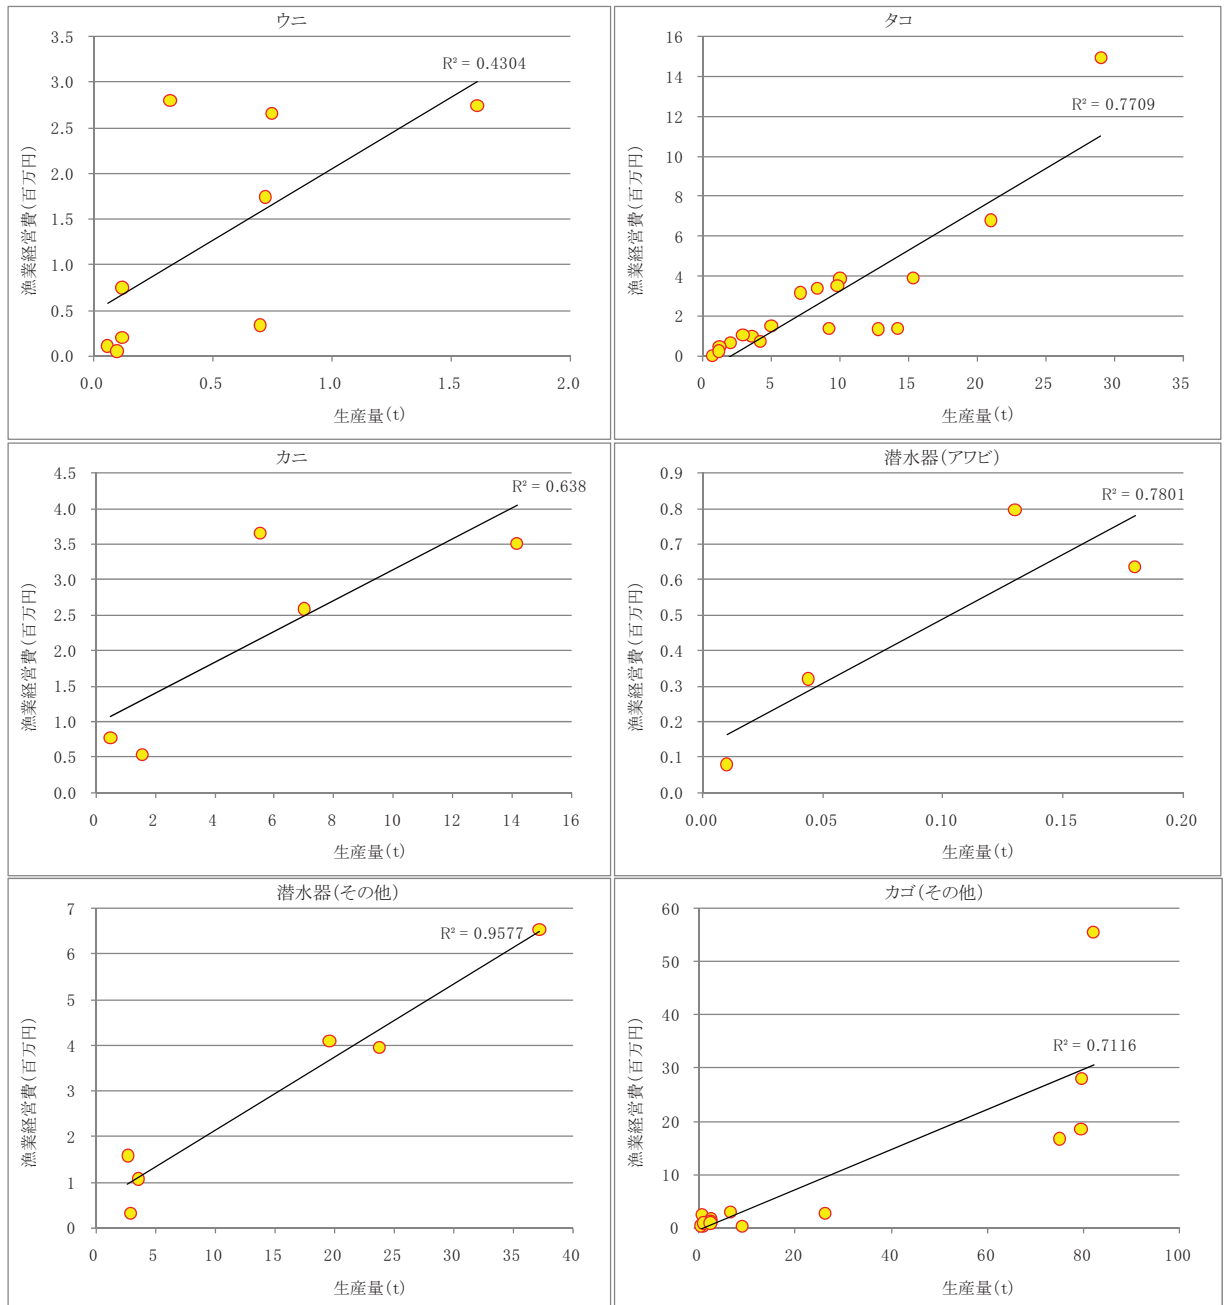 ウニ
3.5
3.0
2.5
2.0
1.5
1.0
0.5
0.0
R² = 0.4304
漁業経営費(百万円)
0.0 0.5 1.0 1.5 2.0
生産量(t)
タコ
16
14
12
10
8
6
4
2
0
R² = 0.7709
漁業経営費(百万円)
0 5 10 15 20 25 30 35
生産量(t)
カニ
4.5
4.0
3.5
3.0
2.5
2.0
1.5
1.0
0.5
0.0
R² = 0.638
漁業経営費(百万円)
0 2 4 6 8 10 12 14 16
生産量(t)
潜水器(アワビ)
0.9
0.8
0.7
0.6
0.5
0.4
0.3
0.2
0.1
0.0
R² = 0.7801
漁業経営費(百万円)
0.00 0.05 0.10 0.15 0.20
生産量(t)
潜水器(その他)
7
6
5
4
3
2
1
0
R² = 0.9577
漁業経営費(百万円)
0 5 10 15 20 25 30 35 40
生産量(t)
カゴ(その他)
60
50
40
30
20
10
0
R² = 0.7116
漁業経営費(百万円)
0 20 40 60 80 100
生産量(t)